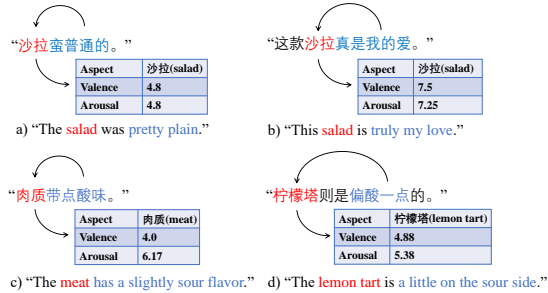 “沙拉蛮普通的。”
Aspect 沙拉(salad)
Valence 4.8
Arousal 4.8
a) “The salad was pretty plain.”
“这款沙拉真是我的爱。”
Aspect 沙拉(salad)
Valence 7.5
Arousal 7.25
b) “This salad is truly my love.”
“肉质带点酸味。”
Aspect 肉质(meat)
Valence 4.0
Arousal 6.17
c) “The meat has a slightly sour flavor.”
“柠檬塔则是偏酸一点的。”
Aspect 柠檬塔(lemon tart)
Valence 4.88
Arousal 5.38
d) “The lemon tart is a little on the sour side.”